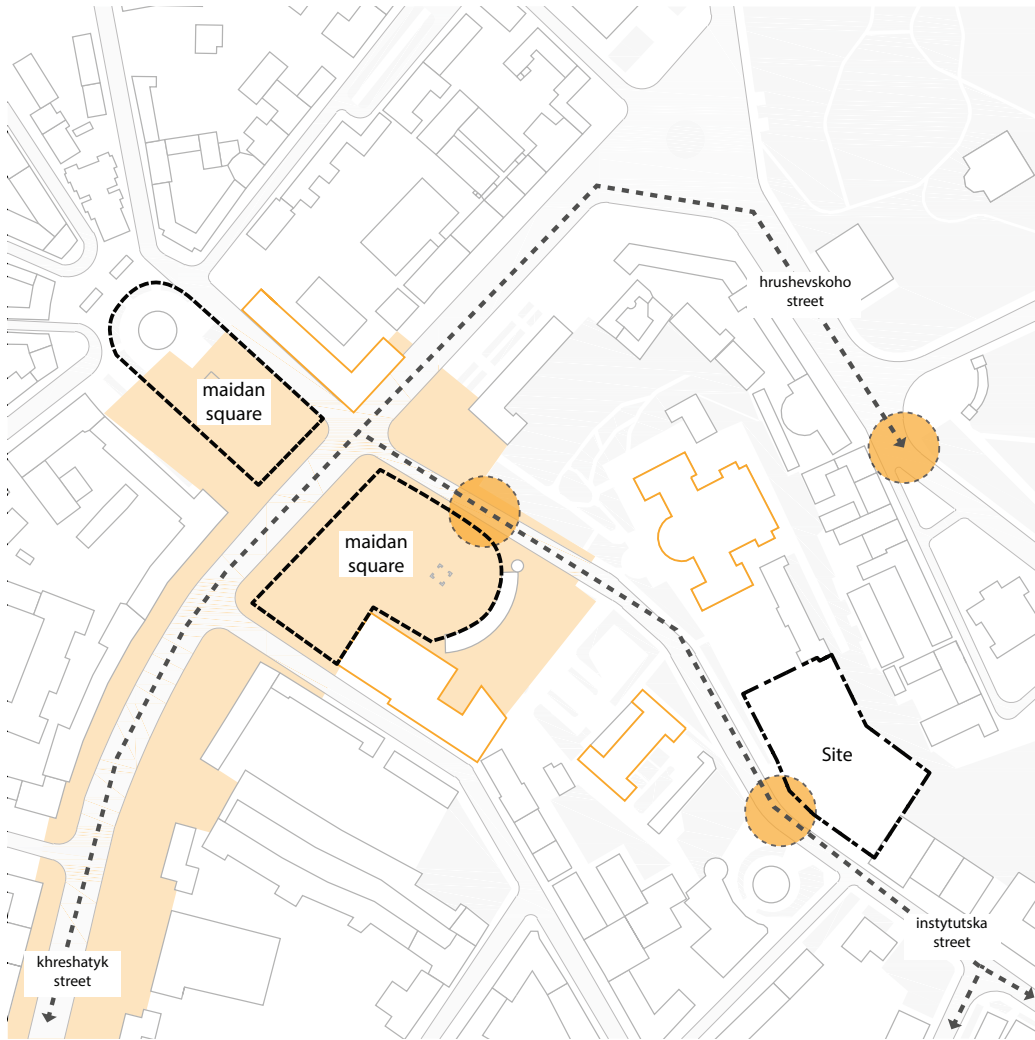 hrushevskoho
street
maidan
square
maidan
square
Site
instytutska
street
khreshatyk
street